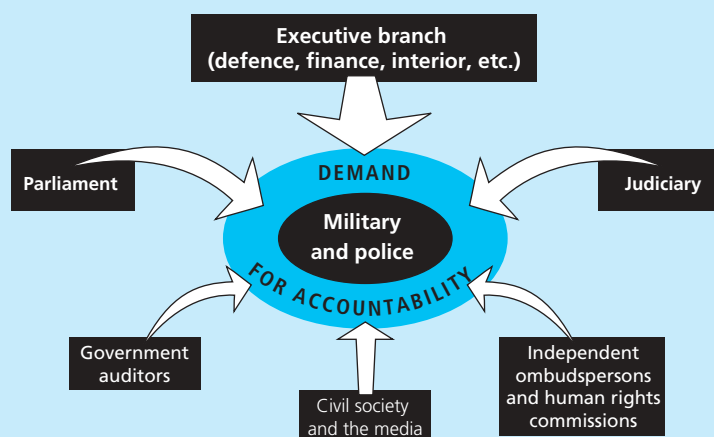 Executive branch
(defence, finance, interior, etc.)
Parliament
DEMAND
Judiciary
Military
and police
FOR ACCOUNTABILITY
Government
auditors
Civil society
and the media
Independent
ombudspersons
and human rights
commissions